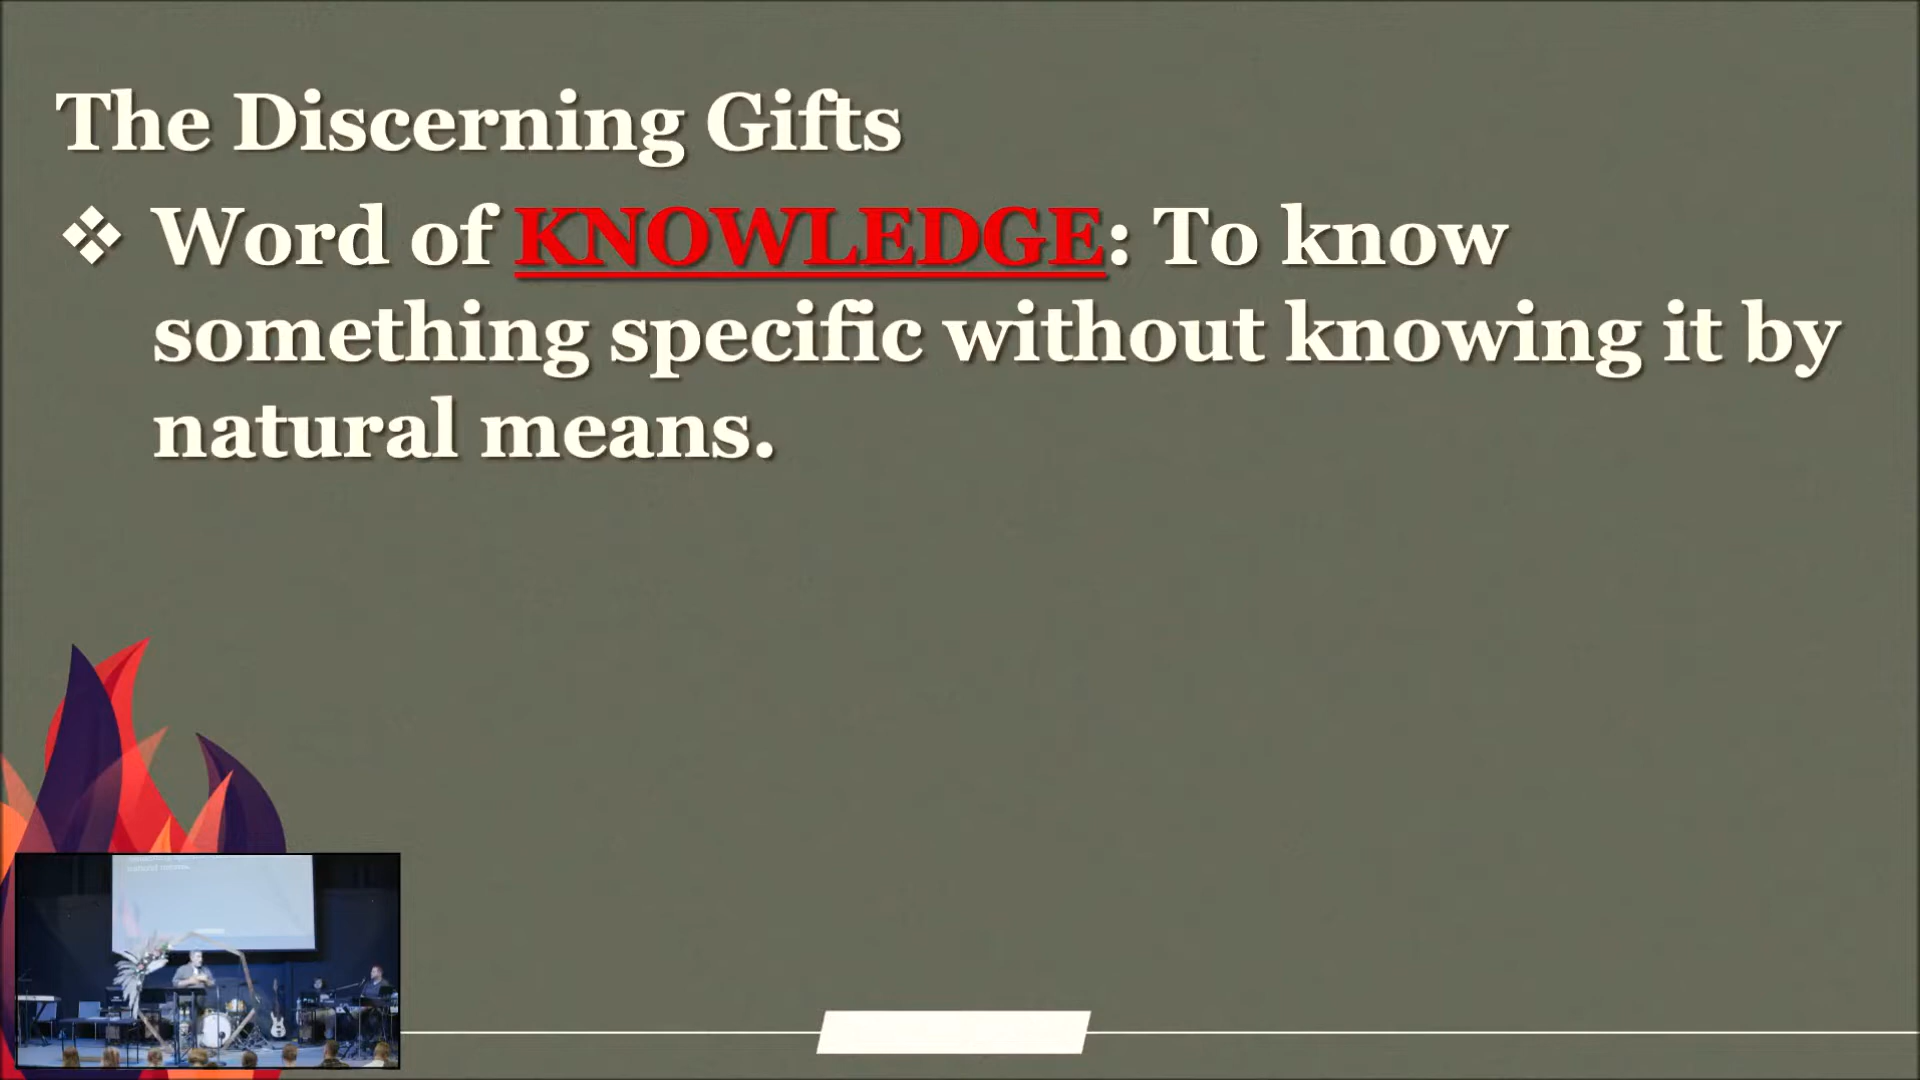 The Discerning Gifts
❖ Word of KNOWLEDGE: To know
something specific without knowing it by
natural means.